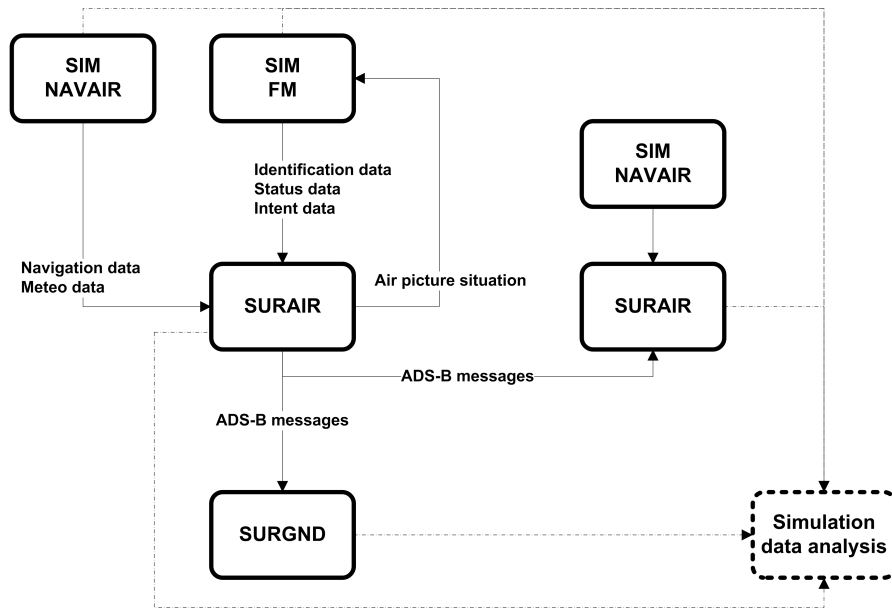 SIM
NAVAIR
SIM
FM
SIM
NAVAIR
Identification data
Status data
Intent data
Navigation data
Meteo data
SURAIR
Air picture situation
SURAIR
ADS-B messages
ADS-B messages
SURGND
Simulation
data analysis